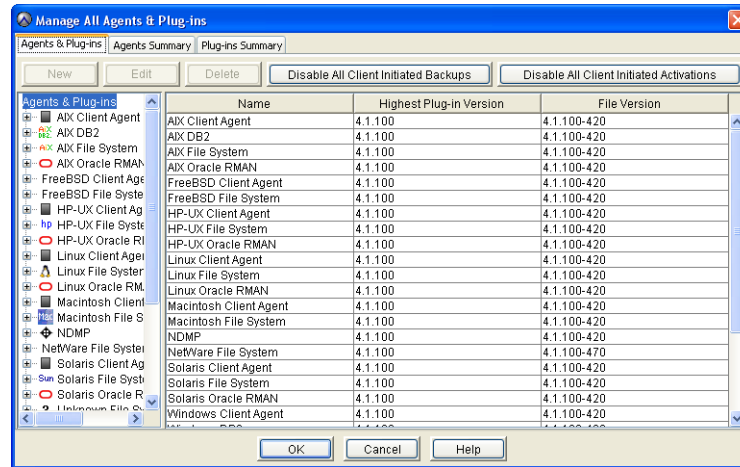 Manage All Agents & Plug-ins
Agents & Plug-ins Agents Summary Plug-ins Summary
New Edit Delete Disable All Client Initiated Backups Disable All Client Initiated Activations
Agents & Plug-ins
AIX Client Agent
AIX DB2
AIX File System
AIX Oracle RMAN
FreeBSD Client Age
FreeBSD File Syste
HP-UX Client Ag
hp HP-UX File Syste
HP-UX Oracle RI
Linux Client Ager
Linux File System
Linux Oracle RM
Macintosh Client
Mac Macintosh File S
NDMP
NetWare File System
Solaris Client Ag
Sun Solaris File Syst
Solaris Oracle R
Name Highest Plug-in Version File Version
AIX Client Agent 4.1.100 4.1.100-420
AIX DB2 4.1.100 4.1.100-420
AIX File System 4.1.100 4.1.100-420
AIX Oracle RMAN 4.1.100 4.1.100-420
FreeBSD Client Agent 4.1.100 4.1.100-420
FreeBSD File System 4.1.100 4.1.100-420
HP-UX Client Agent 4.1.100 4.1.100-420
HP-UX File System 4.1.100 4.1.100-420
HP-UX Oracle RMAN 4.1.100 4.1.100-420
Linux Client Agent 4.1.100 4.1.100-420
Linux File System 4.1.100 4.1.100-420
Linux Oracle RMAN 4.1.100 4.1.100-420
Macintosh Client Agent 4.1.100 4.1.100-420
Macintosh File System 4.1.100 4.1.100-420
NDMP 4.1.100 4.1.100-420
NetWare File System 4.1.100 4.1.100-470
Solaris Client Agent 4.1.100 4.1.100-420
Solaris File System 4.1.100 4.1.100-420
Solaris Oracle RMAN 4.1.100 4.1.100-420
Windows Client Agent 4.1.100 4.1.100-420
OK Cancel Help